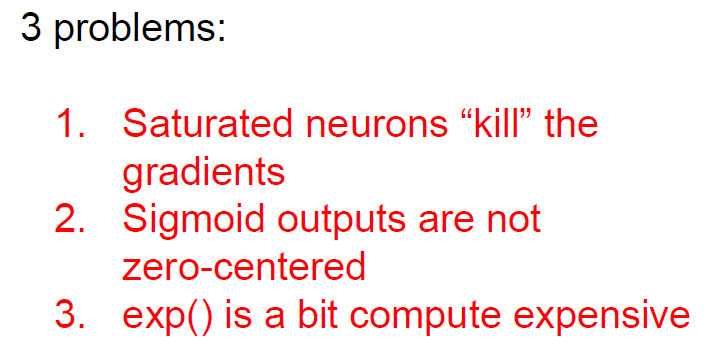 3 problems:
1. Saturated neurons “kill” the
gradients
2. Sigmoid outputs are not
zero-centered
3. exp() is a bit compute expensive